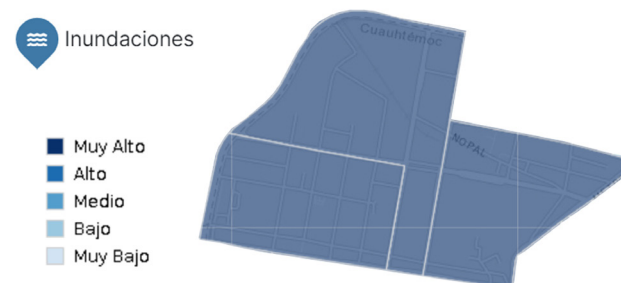 Inundaciones
Cuauhtémoc
NOPAL
Muy Alto
Alto
Medio
Bajo
Muy Bajo